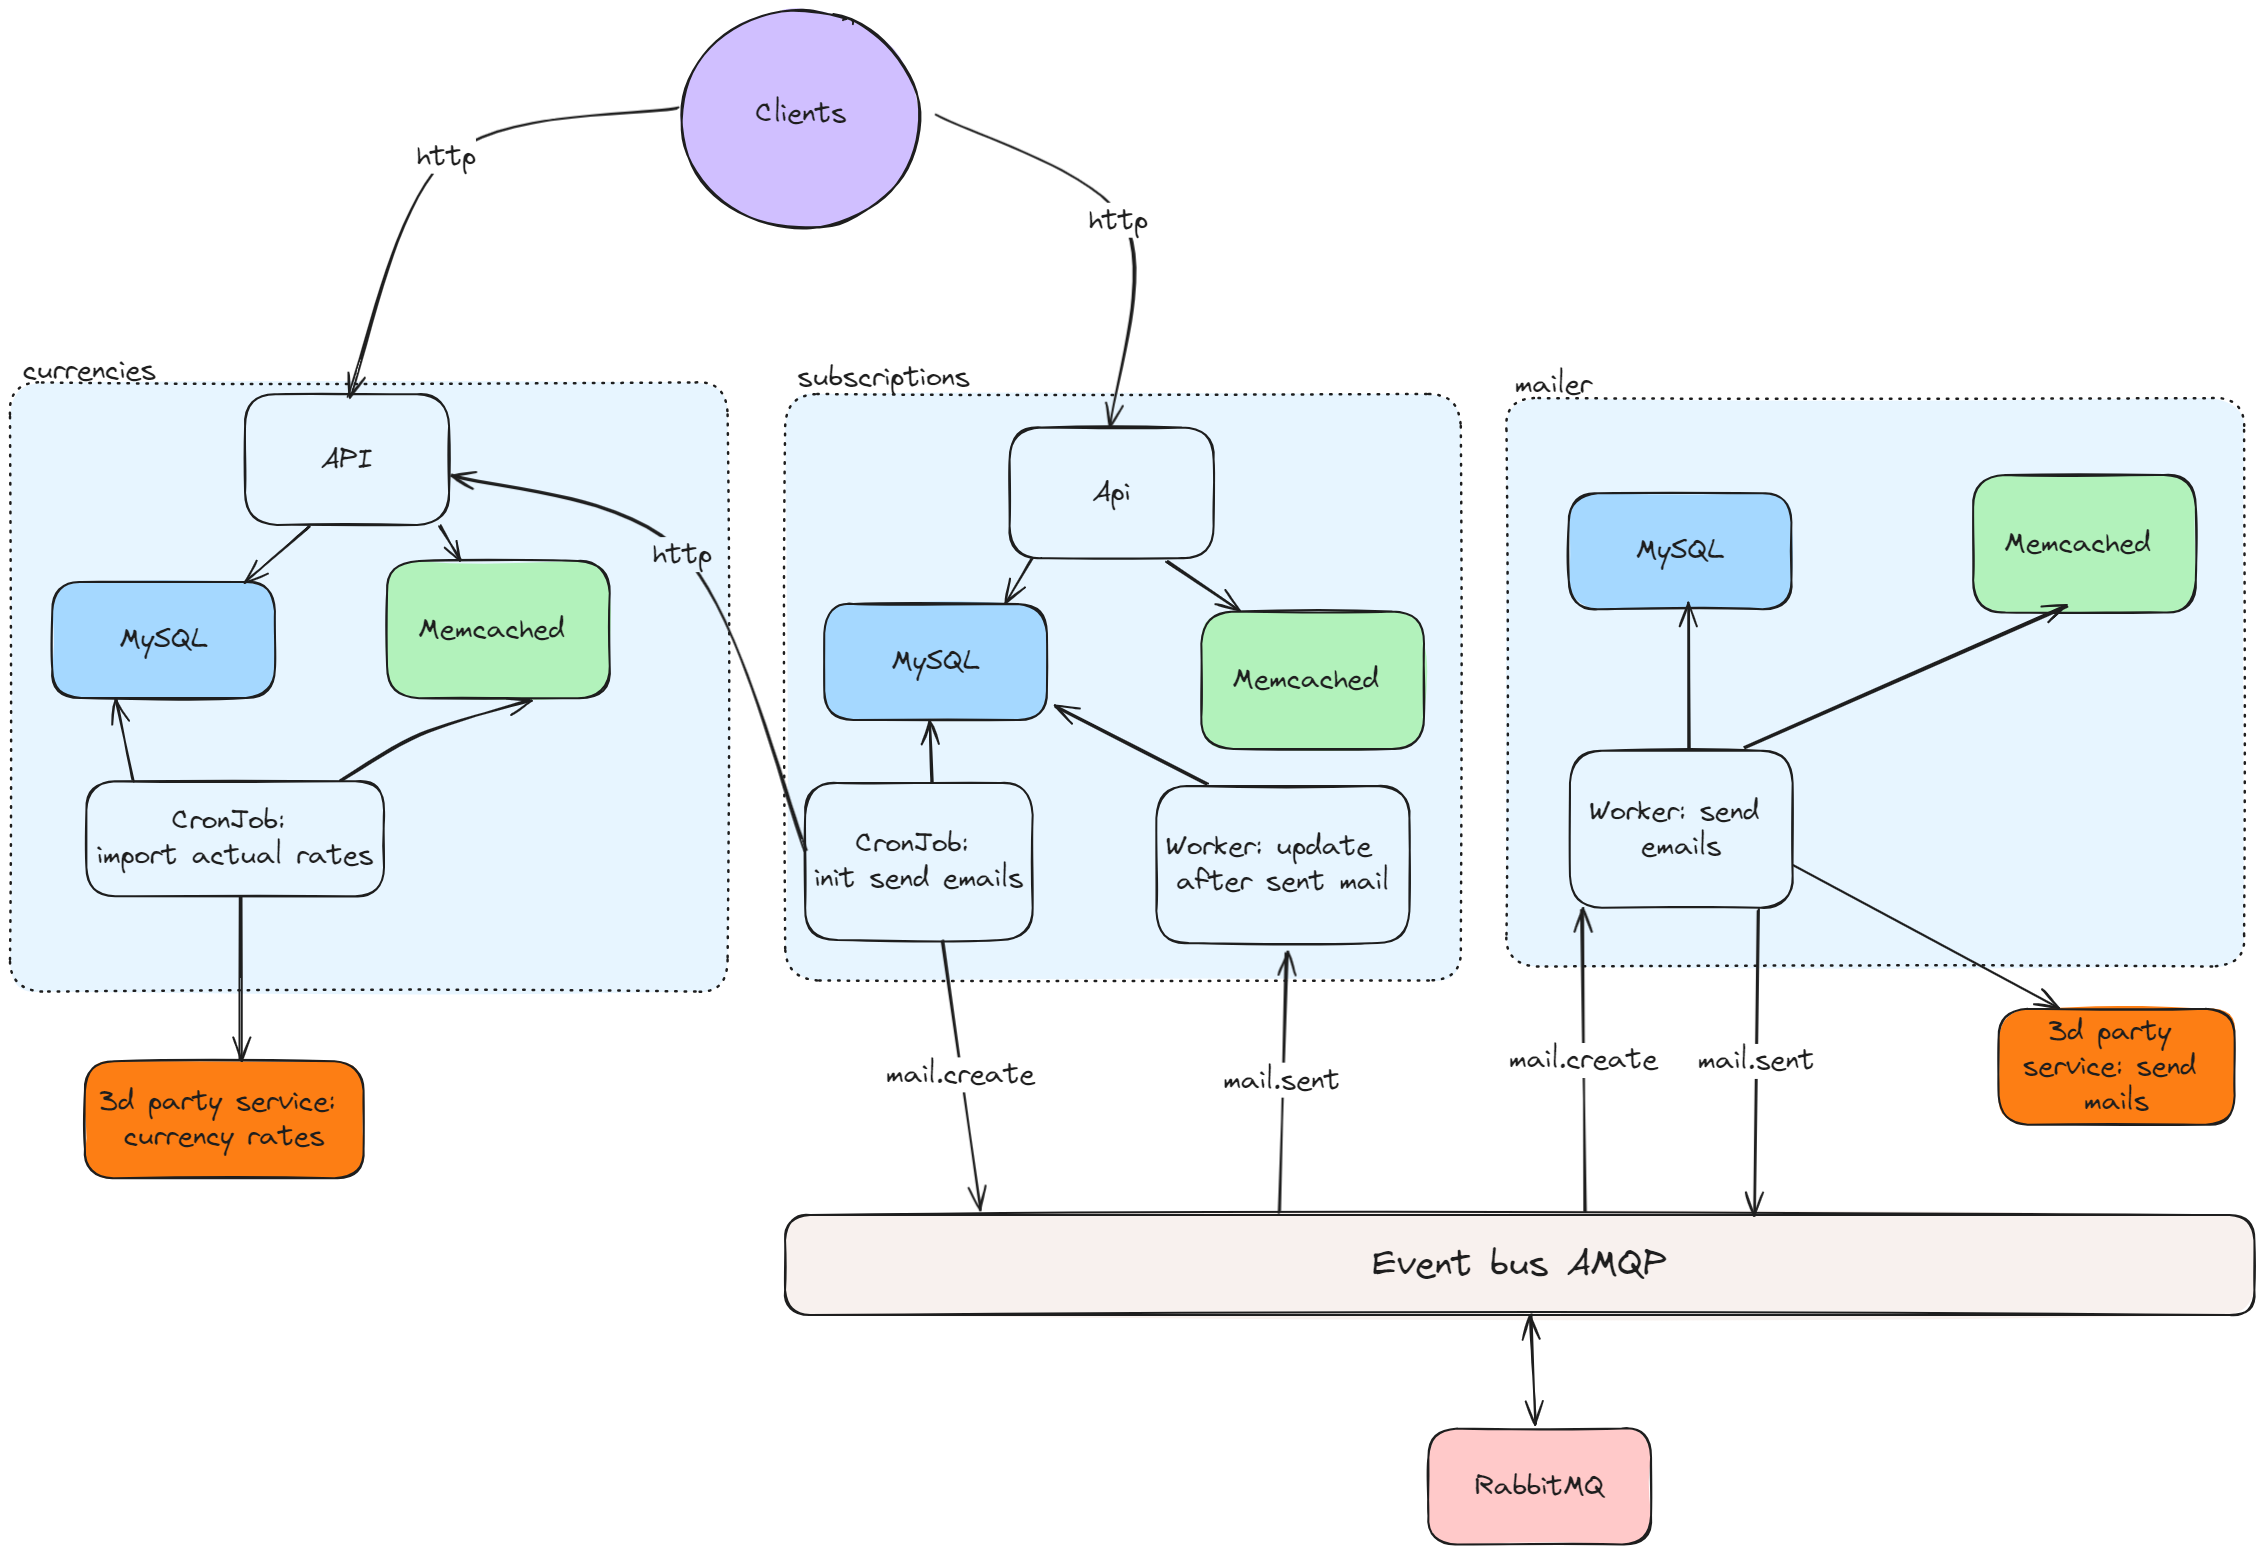 Clients
http
http
currencies
API
MySQL
Memcached
CronJob:
import actual rates
3d party service:
currency rates
http
subscriptions
Api
MySQL
Memcached
CronJob:
init send emails
Worker: update
after sent mail
mail.create
mail.sent
mailer
MySQL
Memcached
Worker: send
emails
mail.create
mail.sent
3d party
service: send
mails
Event bus AMQP
RabbitMQ